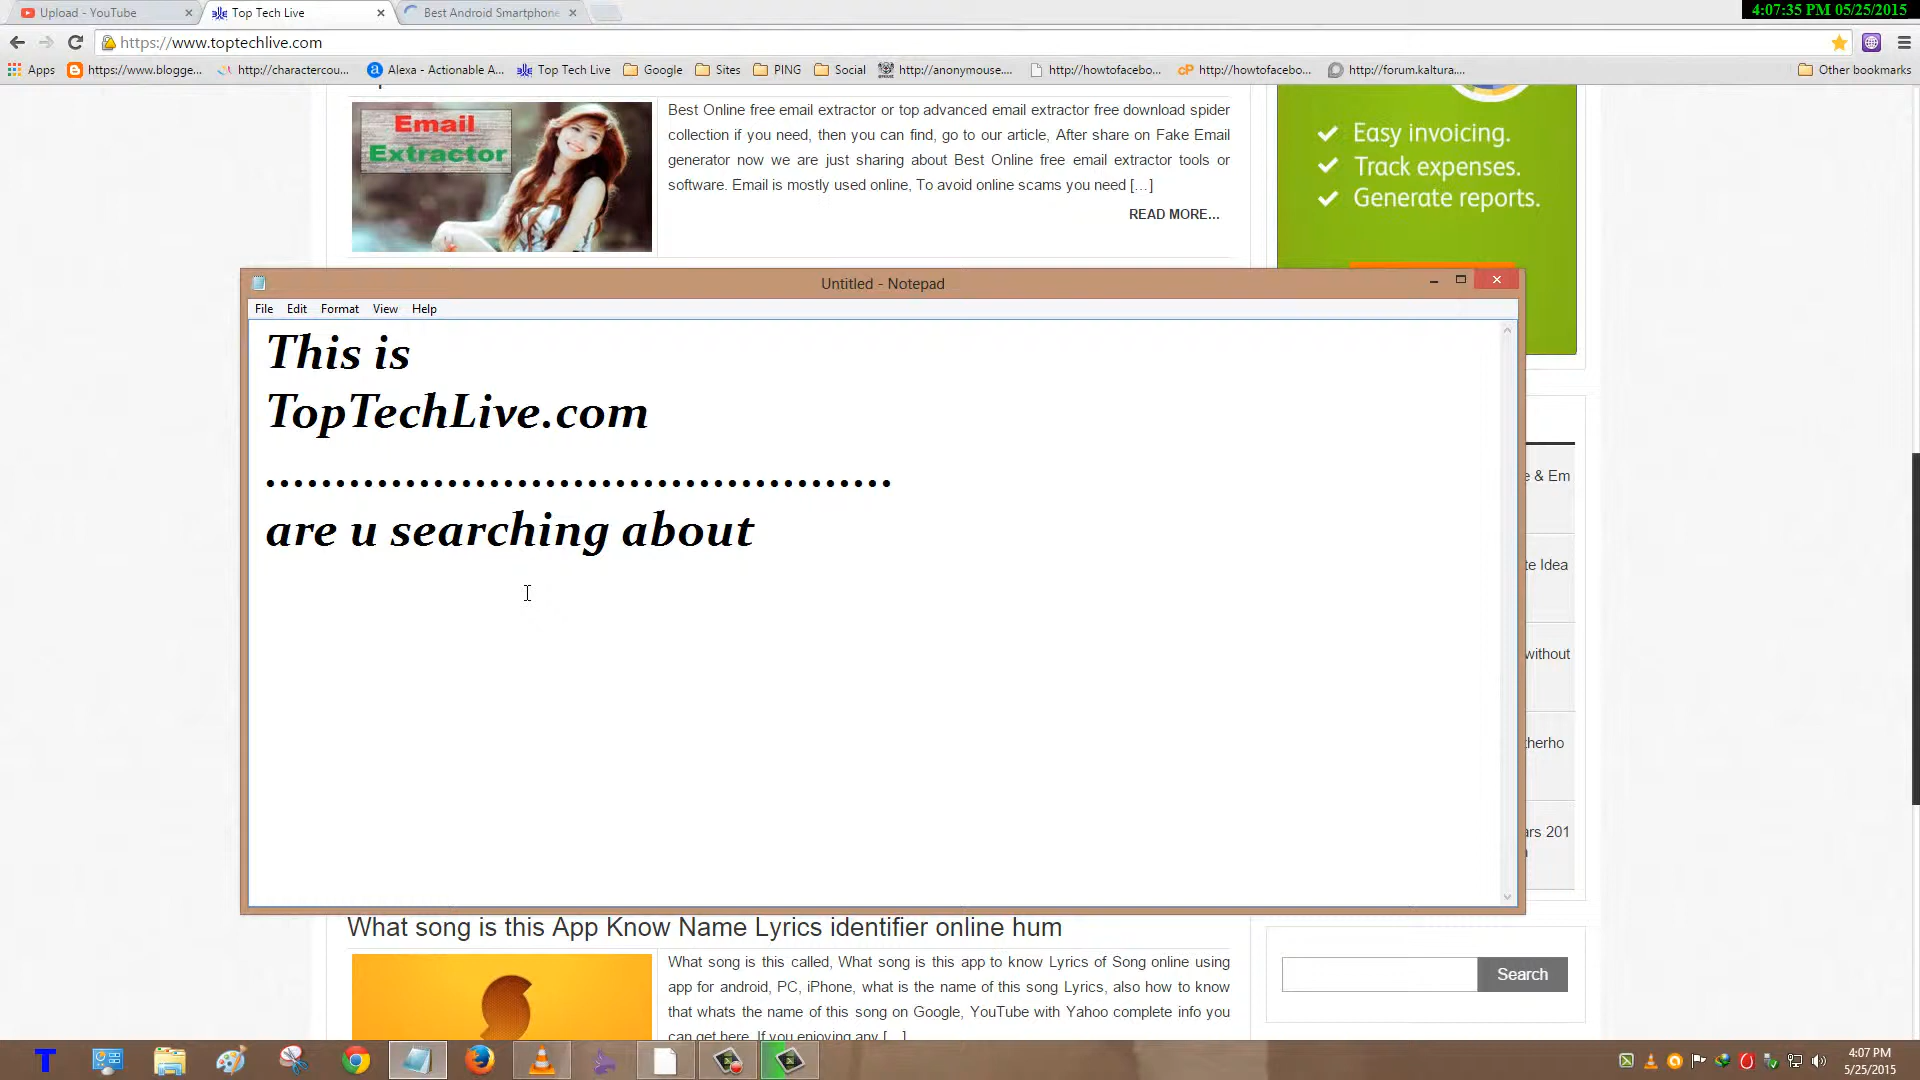 Upload - YouTube
Top Tech Live
Best Android Smartphone
4:07:35 PM 05/25/2015
https://www.toptechlive.com
Apps
https://www.blogge...
http://charactercou...
Alexa - Actionable A...
Top Tech Live
Google
Sites
PING
Social
http://anonymouse....
http://howtofacebo...
http://howtofacebo...
http://forum.kaltura....
Other bookmarks
Email
Extractor
Best Online free email extractor or top advanced email extractor free download spider
collection if you need, then you can find, go to our article, After share on Fake Email
generator now we are just sharing about Best Online free email extractor tools or
software. Email is mostly used online, To avoid online scams you need […]
READ MORE...
Easy invoicing.
Track expenses.
Generate reports.
Untitled - Notepad
File Edit Format View Help
This is
TopTechLive.com
.............................................
are u searching about
e & Em
te Idea
without
therho
ars 201
What song is this App Know Name Lyrics identifier online hum
What song is this called, What song is this app to know Lyrics of Song online using
app for android, PC, iPhone, what is the name of this song Lyrics, also how to know
that whats the name of this song on Google, YouTube with Yahoo complete info you
can get here. If you enjoying any […]
Search
T
4:07 PM
5/25/2015